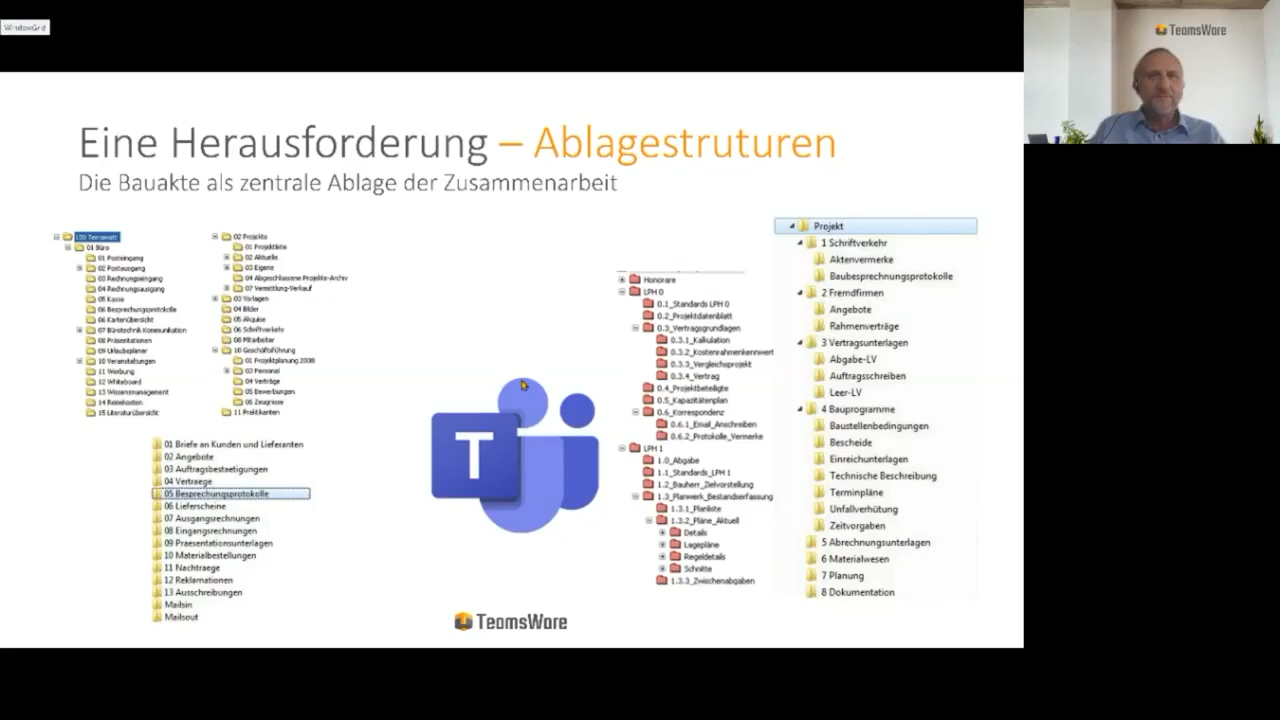 WindowGrid
TeamsWare
Eine Herausforderung – Ablagestruturen
Die Bauakte als zentrale Ablage der Zusammenarbeit
01 Büro
01 Posteingang
02 Postausgang
03 Rechnungseingang
04 Rechnungsausgang
05 Kasse
06 Besprechungsprotokolle
06 Kartenübersicht
07 Bürotechnik Kommunikation
08 Präsentationen
09 Urlaubsplaner
10 Veranstaltungen
11 Werbung
12 Whiteboard
13 Wissensmanagement
14 Reisekosten
15 Literaturübersicht
02 Projekte
01 Projektliste
02 Aktuelle
03 Eigene
04 Abgeschlossene Projekte-Archiv
07 Vermittlung-Verkauf
03 Vorlagen
04 Bilder
05 Akquise
06 Schriftverkehr
08 Mitarbeiter
10 Geschäftsführung
01 Projektplanung 2008
03 Personal
04 Verträge
05 Bewerbungen
06 Zeugnisse
11 Praktikanten
01 Briefe an Kunden und Lieferanten
02 Angebote
03 Auftragsbestaetigungen
04 Vertraege
05 Besprechungsprotokolle
06 Lieferscheine
07 Ausgangsrechnungen
08 Eingangsrechnungen
09 Praesentationsunterlagen
10 Materialbestellungen
11 Nachtraege
12 Reklamationen
13 Ausschreibungen
Mailsin
Mailsout
T
TeamsWare
Honorare
LPH 0
0.1_Standards LPH 0
0.2_Projektdatenblatt
0.3_Vertragsgrundlagen
0.3.1_Kalkulation
0.3.2_Kostenrahmenkennwert
0.3.3_Vergleichsprojekt
0.3.4_Vertrag
0.4_Projektbeteiligte
0.5_Kapazitätenplan
0.6_Korrespondenz
0.6.1_Email_Anschreiben
0.6.2_Protokolle_Vermerke
LPH 1
1.0_Abgabe
1.1_Standards_LPH 1
1.2_Bauherr_Zielvorstellung
1.3_Planwerk_Bestandserfassung
1.3.1_Planliste
1.3.2_Pläne_Aktuell
Details
Lagepläne
Regeldetails
Schnitte
1.3.3_Zwischenabgaben
Projekt
1 Schriftverkehr
Aktenvermerke
Baubesprechungsprotokolle
2 Fremdfirmen
Angebote
Rahmenverträge
3 Vertragsunterlagen
Abgabe-LV
Auftragsschreiben
Leer-LV
4 Bauprogramme
Baustellenbedingungen
Bescheide
Einreichunterlagen
Technische Beschreibung
Terminpläne
Unfallverhütung
Zeitvorgaben
5 Abrechnungsunterlagen
6 Materialwesen
7 Planung
8 Dokumentation